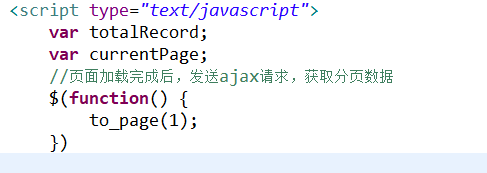 <script type="text/javascript">
var totalRecord;
var currentPage;
//页面加载完成后，发送ajax请求，获取分页数据
$(function() {
to_page(1);
})